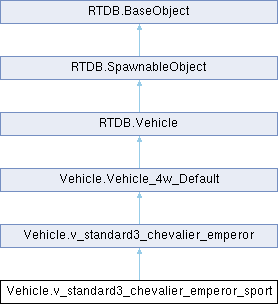 RTDB.BaseObject
RTDB.SpawnableObject
RTDB.Vehicle
Vehicle.Vehicle_4w_Default
Vehicle.v_standard3_chevalier_emperor
Vehicle.v_standard3_chevalier_emperor_sport